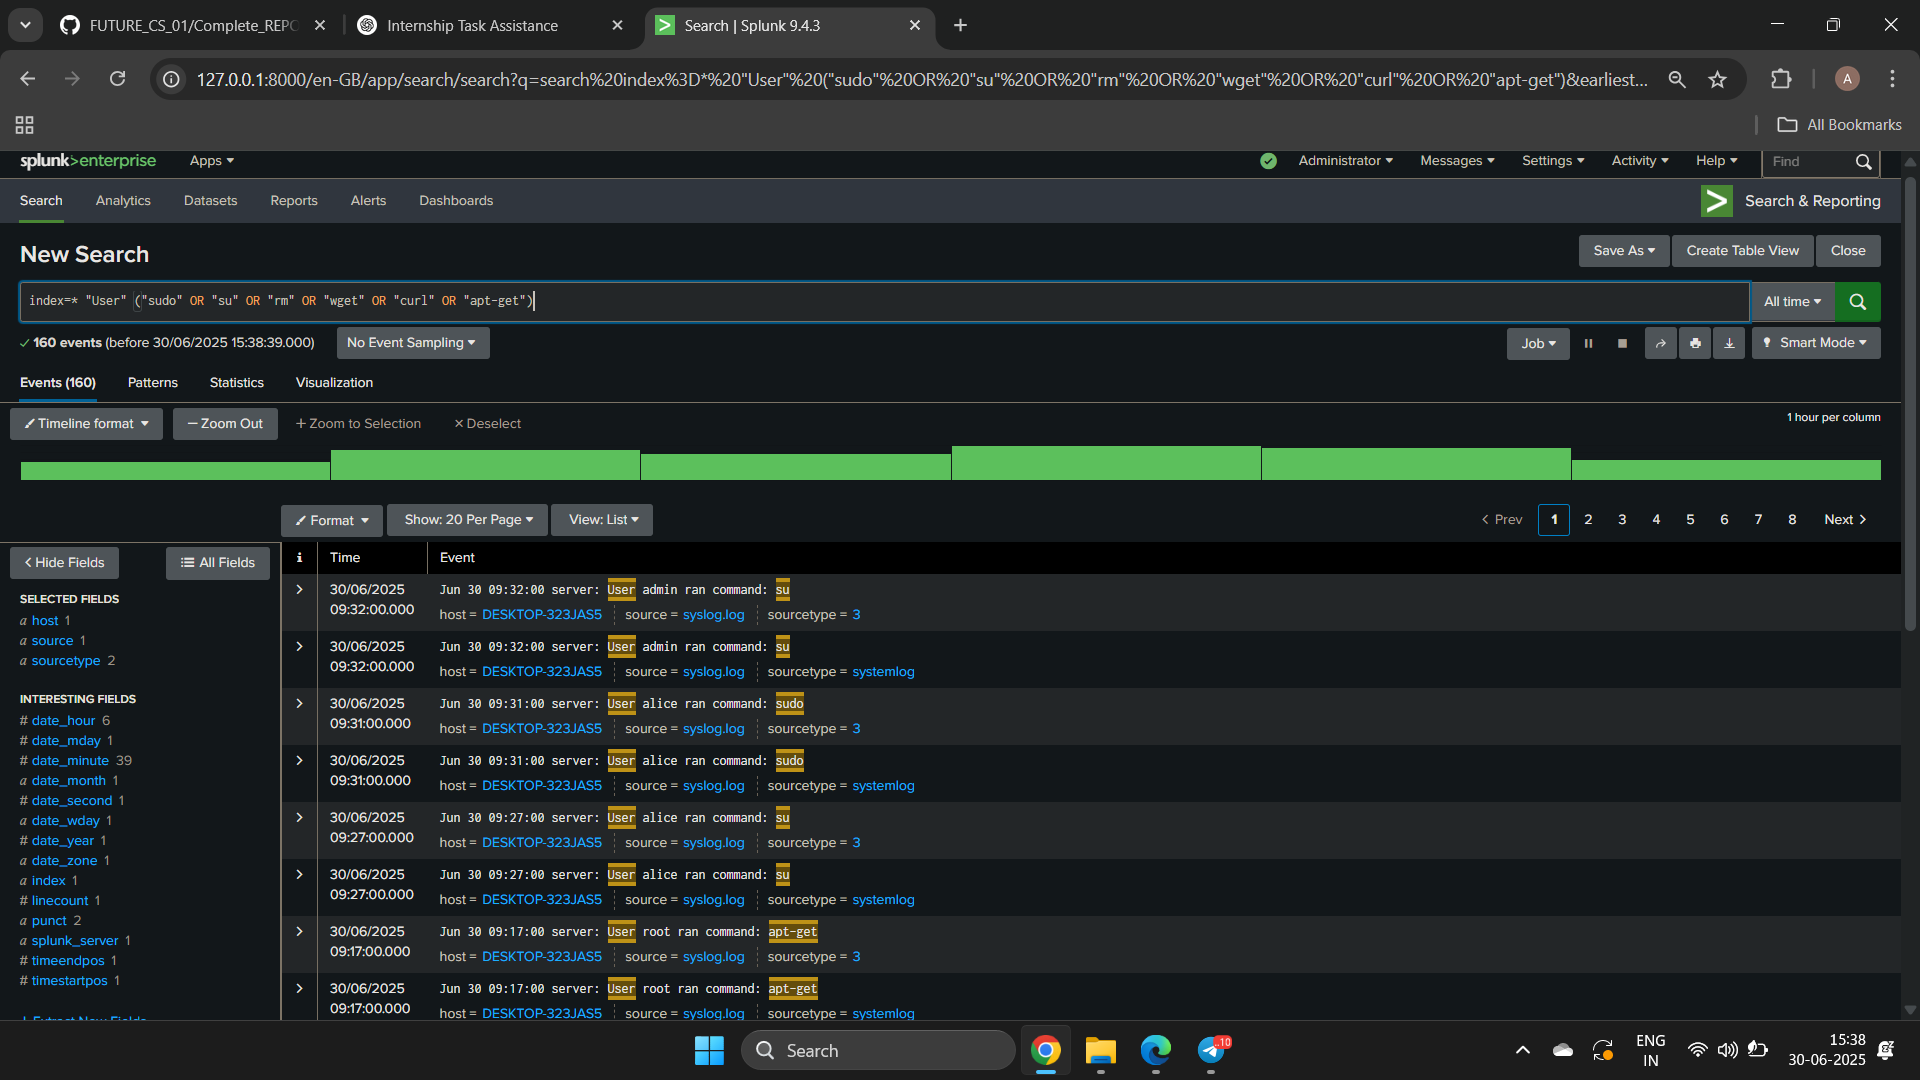 FUTURE_CS_01/Complete_REPO
Internship Task Assistance
Search | Splunk 9.4.3
127.0.0.1:8000/en-GB/app/search/search?q=search%20index%3D*%20"User"%20("sudo"%20OR%20"su"%20OR%20"rm"%20OR%20"wget"%20OR%20"curl"%20OR%20"apt-get")&earliest...
A
All Bookmarks
splunk>enterprise Apps Administrator Messages Settings Activity Help Find
Search Analytics Datasets Reports Alerts Dashboards Search & Reporting
New Search Save As Create Table View Close
index=* "User" ("sudo" OR "su" OR "rm" OR "wget" OR "curl" OR "apt-get") All time
160 events (before 30/06/2025 15:38:39.000) No Event Sampling Job Smart Mode
Events (160) Patterns Statistics Visualization
Timeline format Zoom Out + Zoom to Selection × Deselect 1 hour per column
Format Show: 20 Per Page View: List < Prev 1 2 3 4 5 6 7 8 Next >
< Hide Fields All Fields i Time Event
SELECTED FIELDS
a host 1
a source 1
a sourcetype 2
INTERESTING FIELDS
# date_hour 6
# date_mday 1
# date_minute 39
a date_month 1
# date_second 1
a date_wday 1
# date_year 1
a date_zone 1
a index 1
# linecount 1
a punct 2
a splunk_server 1
# timeendpos 1
# timestartpos 1
+ Extract New Fields
> 30/06/2025 Jun 30 09:32:00 server: User admin ran command: su
09:32:00.000 host = DESKTOP-323JAS5 source = syslog.log sourcetype = 3
> 30/06/2025 Jun 30 09:32:00 server: User admin ran command: su
09:32:00.000 host = DESKTOP-323JAS5 source = syslog.log sourcetype = systemlog
> 30/06/2025 Jun 30 09:31:00 server: User alice ran command: sudo
09:31:00.000 host = DESKTOP-323JAS5 source = syslog.log sourcetype = 3
> 30/06/2025 Jun 30 09:31:00 server: User alice ran command: sudo
09:31:00.000 host = DESKTOP-323JAS5 source = syslog.log sourcetype = systemlog
> 30/06/2025 Jun 30 09:27:00 server: User alice ran command: su
09:27:00.000 host = DESKTOP-323JAS5 source = syslog.log sourcetype = 3
> 30/06/2025 Jun 30 09:27:00 server: User alice ran command: su
09:27:00.000 host = DESKTOP-323JAS5 source = syslog.log sourcetype = systemlog
> 30/06/2025 Jun 30 09:17:00 server: User root ran command: apt-get
09:17:00.000 host = DESKTOP-323JAS5 source = syslog.log sourcetype = 3
> 30/06/2025 Jun 30 09:17:00 server: User root ran command: apt-get
09:17:00.000 host = DESKTOP-323JAS5 source = syslog.log sourcetype = systemlog
Search
10
ENG
IN
15:38
30-06-2025